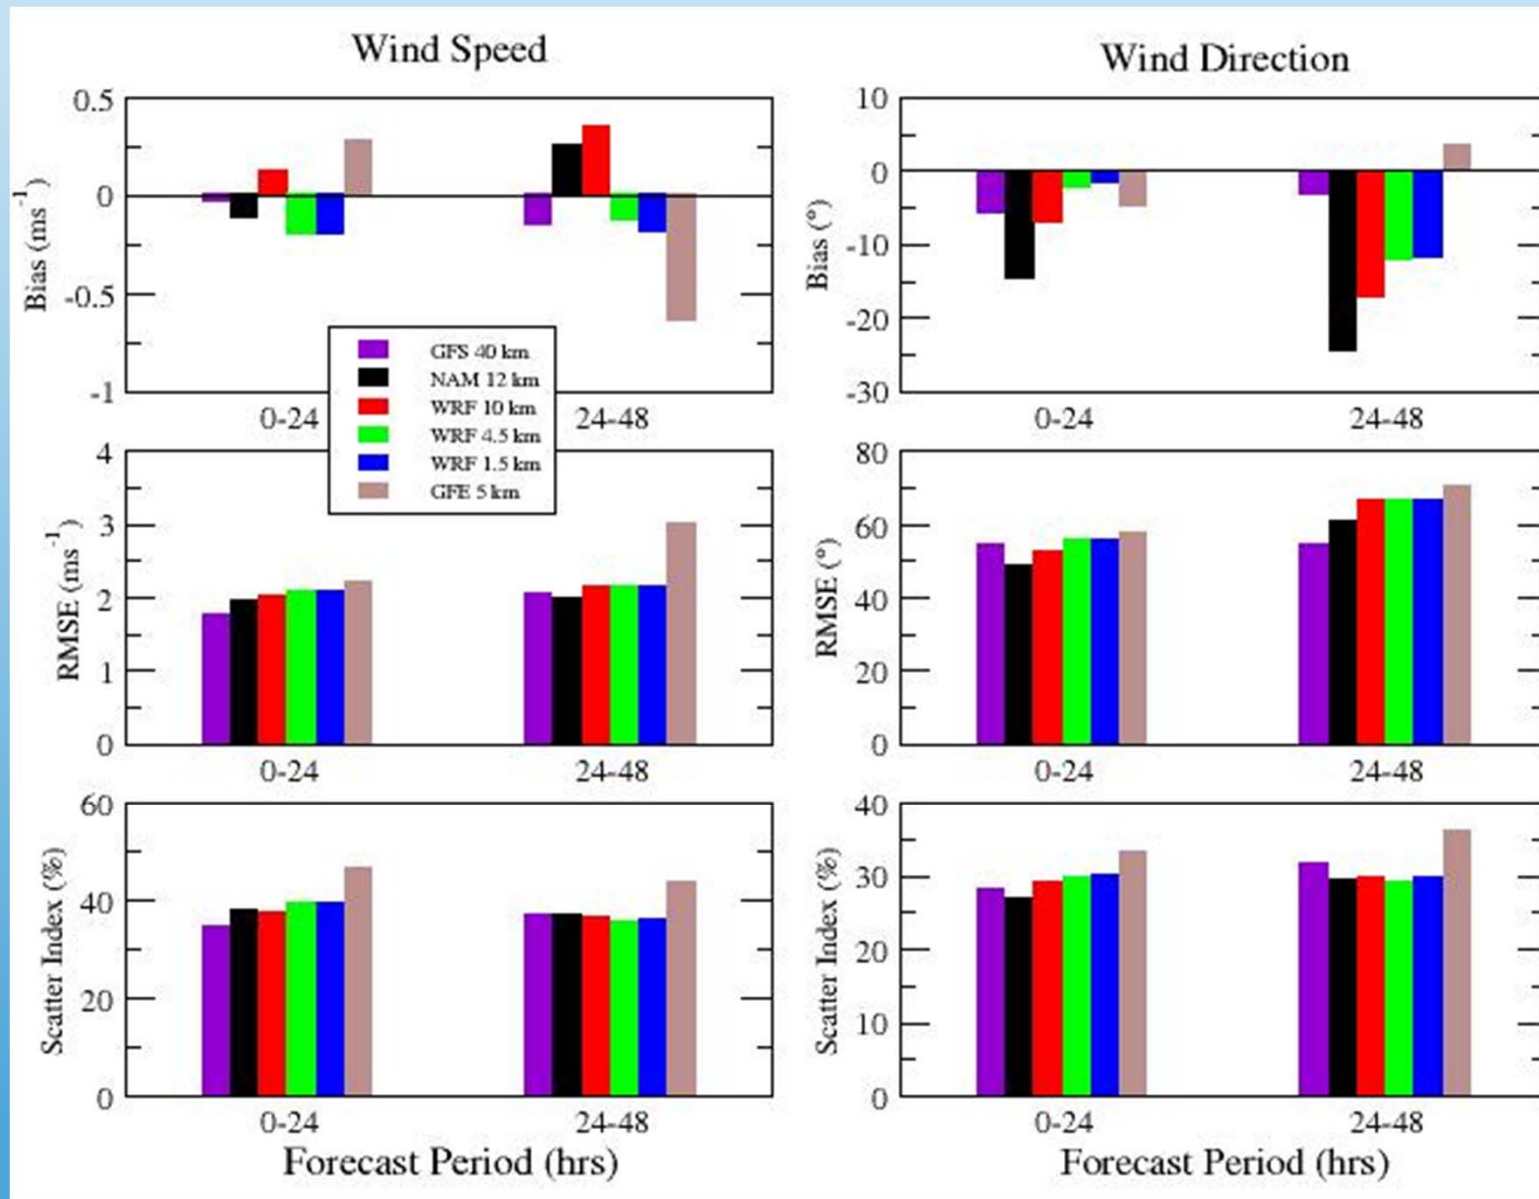 Wind Speed
0.5
0
-0.5
-1
Bias (ms-1)
0-24
24-48
GFS 40 km
NAM 12 km
WRF 10 km
WRF 4.5 km
WRF 1.5 km
GFE 5 km
Wind Direction
10
0
-10
-20
-30
Bias (°)
0-24
24-48
4
3
2
1
0
RMSE (ms-1)
0-24
24-48
80
60
40
20
0
RMSE (°)
0-24
24-48
60
40
20
0
Scatter Index (%)
0-24
24-48
Forecast Period (hrs)
40
30
20
10
0
Scatter Index (%)
0-24
24-48
Forecast Period (hrs)